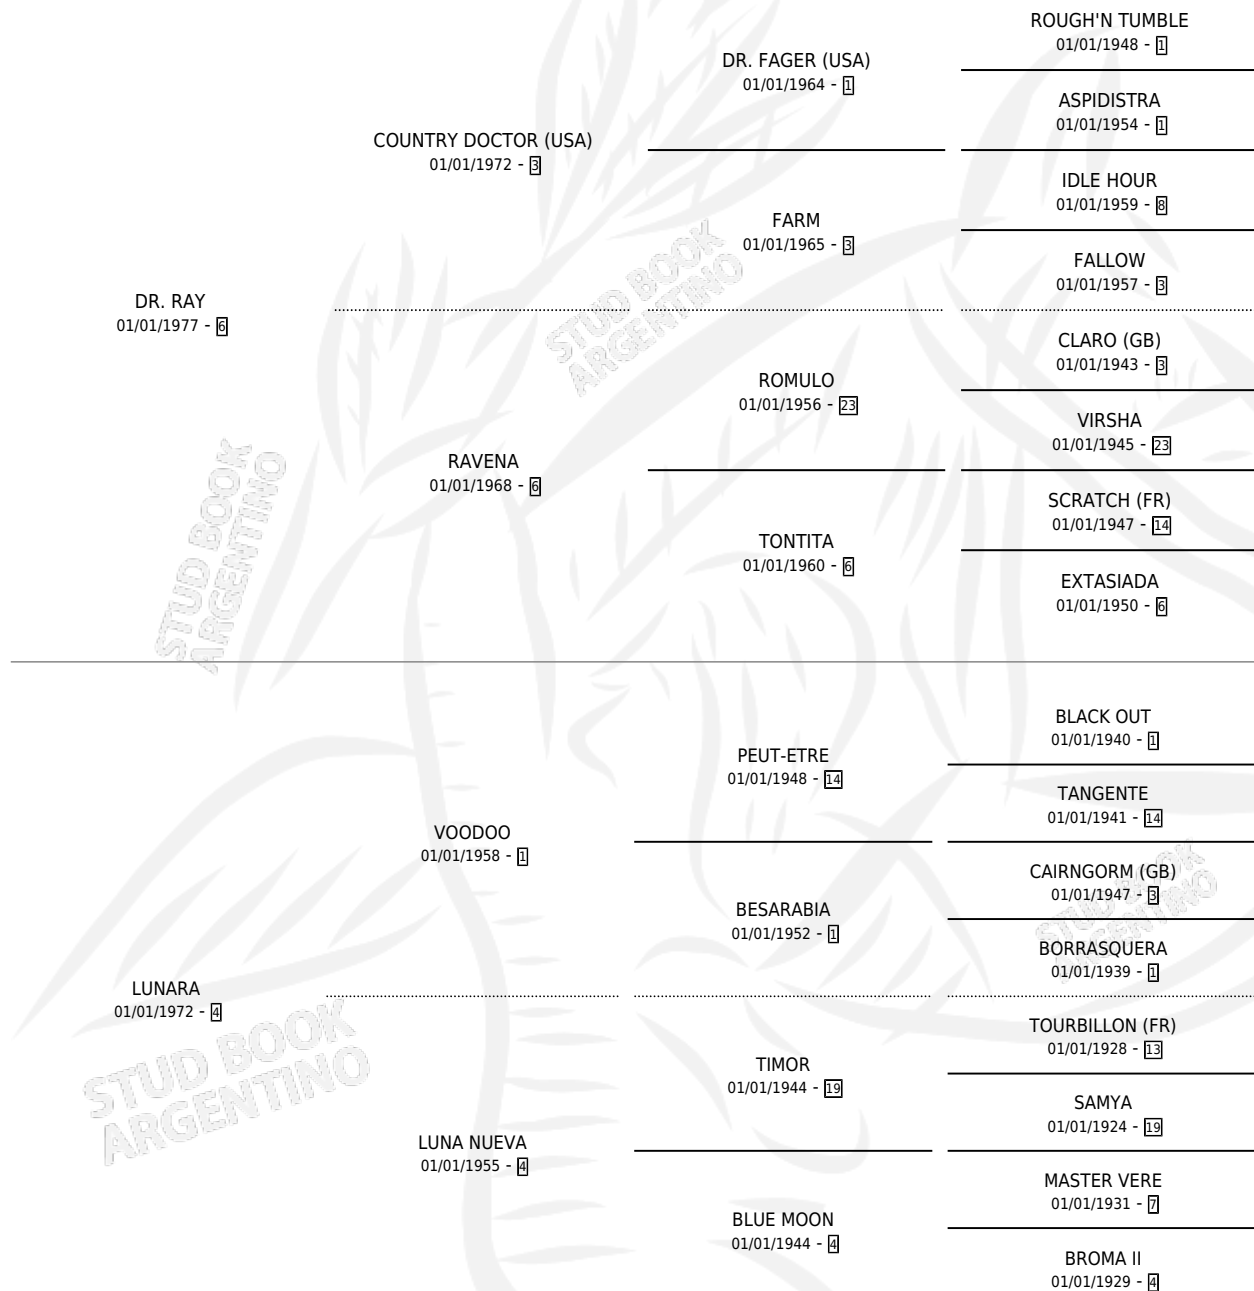 ROUGH'N TUMBLE
01/01/1948 - 1
DR. FAGER (USA)
01/01/1964 - 1
ASPIDISTRA
01/01/1954 - 1
COUNTRY DOCTOR (USA)
01/01/1972 - 3
IDLE HOUR
01/01/1959 - 8
FARM
01/01/1965 - 3
FALLOW
01/01/1957 - 3
DR. RAY
01/01/1977 - 6
CLARO (GB)
01/01/1943 - 3
ROMULO
01/01/1956 - 23
VIRSHA
01/01/1945 - 23
RAVENA
01/01/1968 - 6
SCRATCH (FR)
01/01/1947 - 14
TONTITA
01/01/1960 - 6
EXTASIADA
01/01/1950 - 6
BLACK OUT
01/01/1940 - 1
PEUT-ETRE
01/01/1948 - 14
TANGENTE
01/01/1941 - 14
VOODOO
01/01/1958 - 1
CAIRNGORM (GB)
01/01/1947 - 3
BESARABIA
01/01/1952 - 1
BORRASQUERA
01/01/1939 - 1
LUNARA
01/01/1972 - 4
TOURBILLON (FR)
01/01/1928 - 13
TIMOR
01/01/1944 - 19
SAMYA
01/01/1924 - 19
LUNA NUEVA
01/01/1955 - 4
MASTER VERE
01/01/1931 - 7
BLUE MOON
01/01/1944 - 4
BROMA II
01/01/1929 - 4
STUD BOOK
ARGENTINO
STUD BOOK
ARGENTINO
STUD BOOK
ARGENTINO
STUD BOOK
ARGENTINO